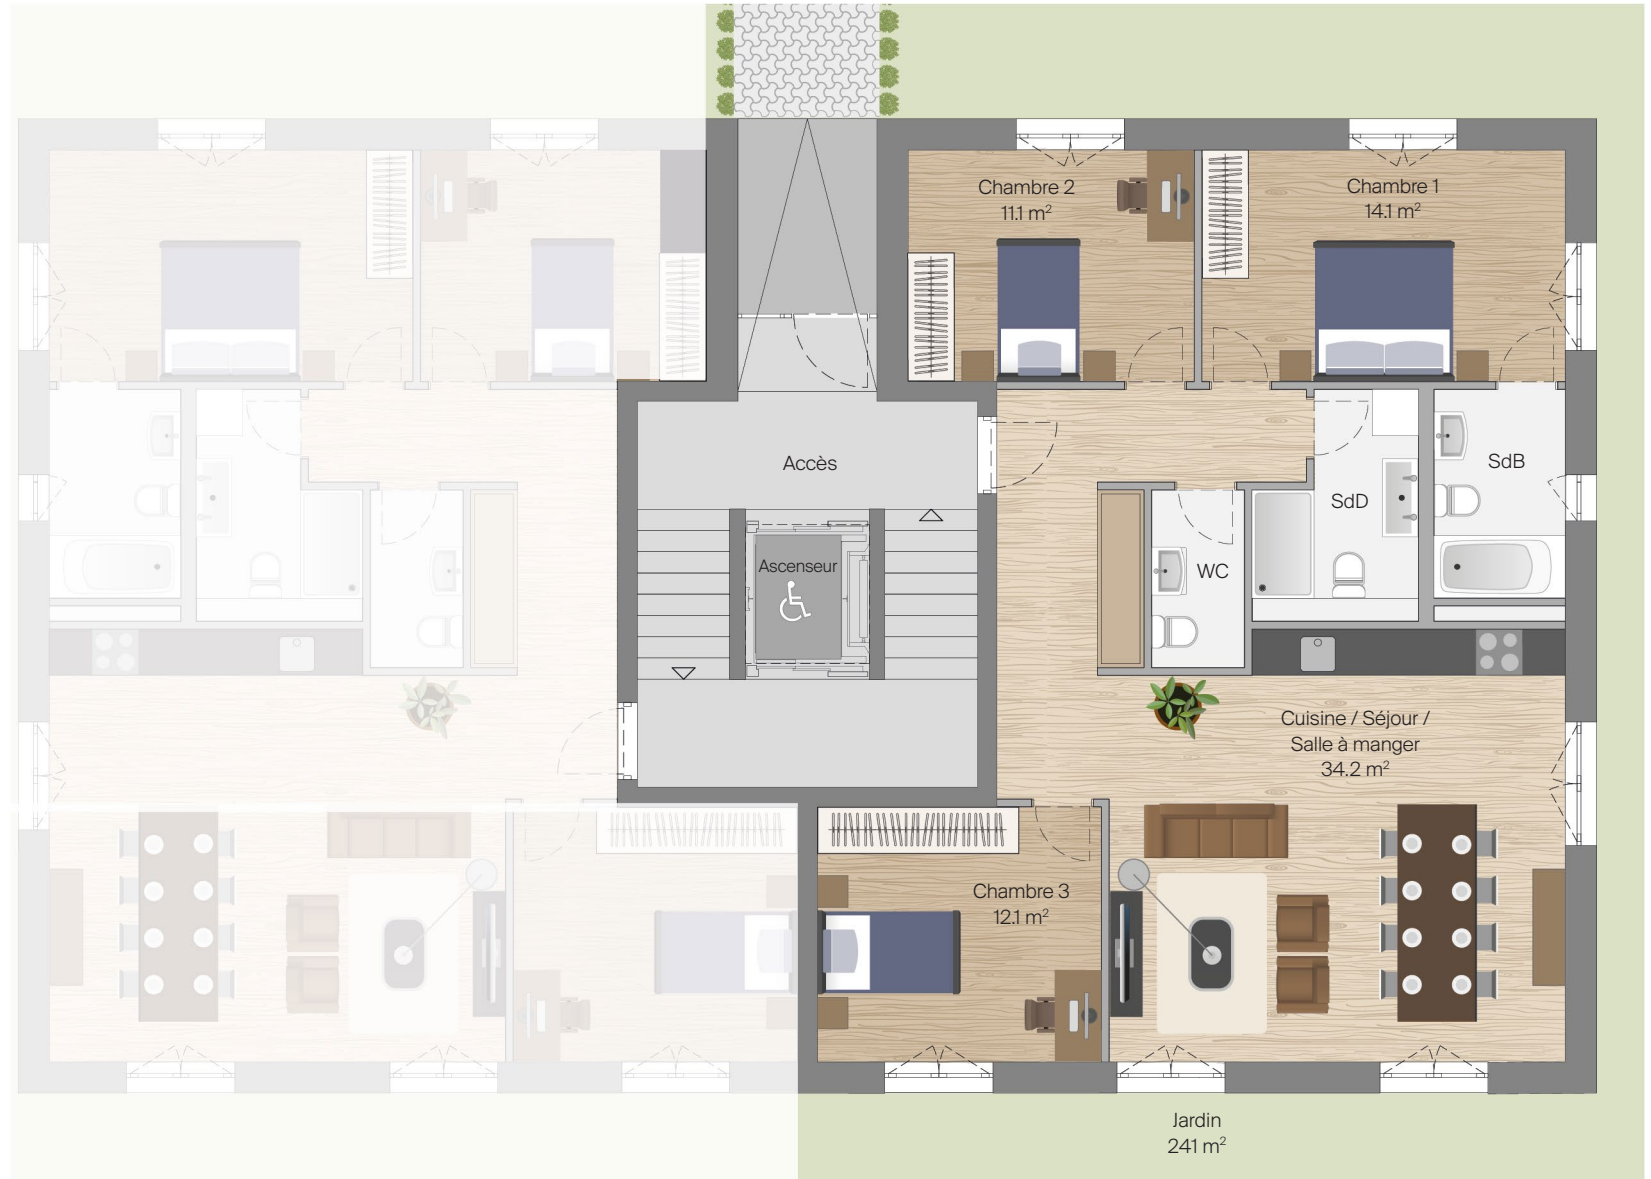 Chambre 2
11.1 m²
Chambre 1
14.1 m²
Accès
SdB
SdD
Ascenseur
WC
Cuisine / Séjour /
Salle à manger
34.2 m²
Chambre 3
12.1 m²
Jardin
241 m²